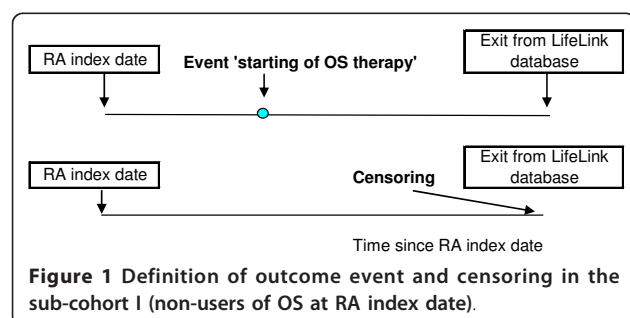 Exit from LifeLink
database
RA index date
Event 'starting of OS therapy'
RA index date
Exit from LifeLink
database
Censoring
Time since RA index date
Figure 1 Definition of outcome event and censoring in the
sub-cohort I (non-users of OS at RA index date).